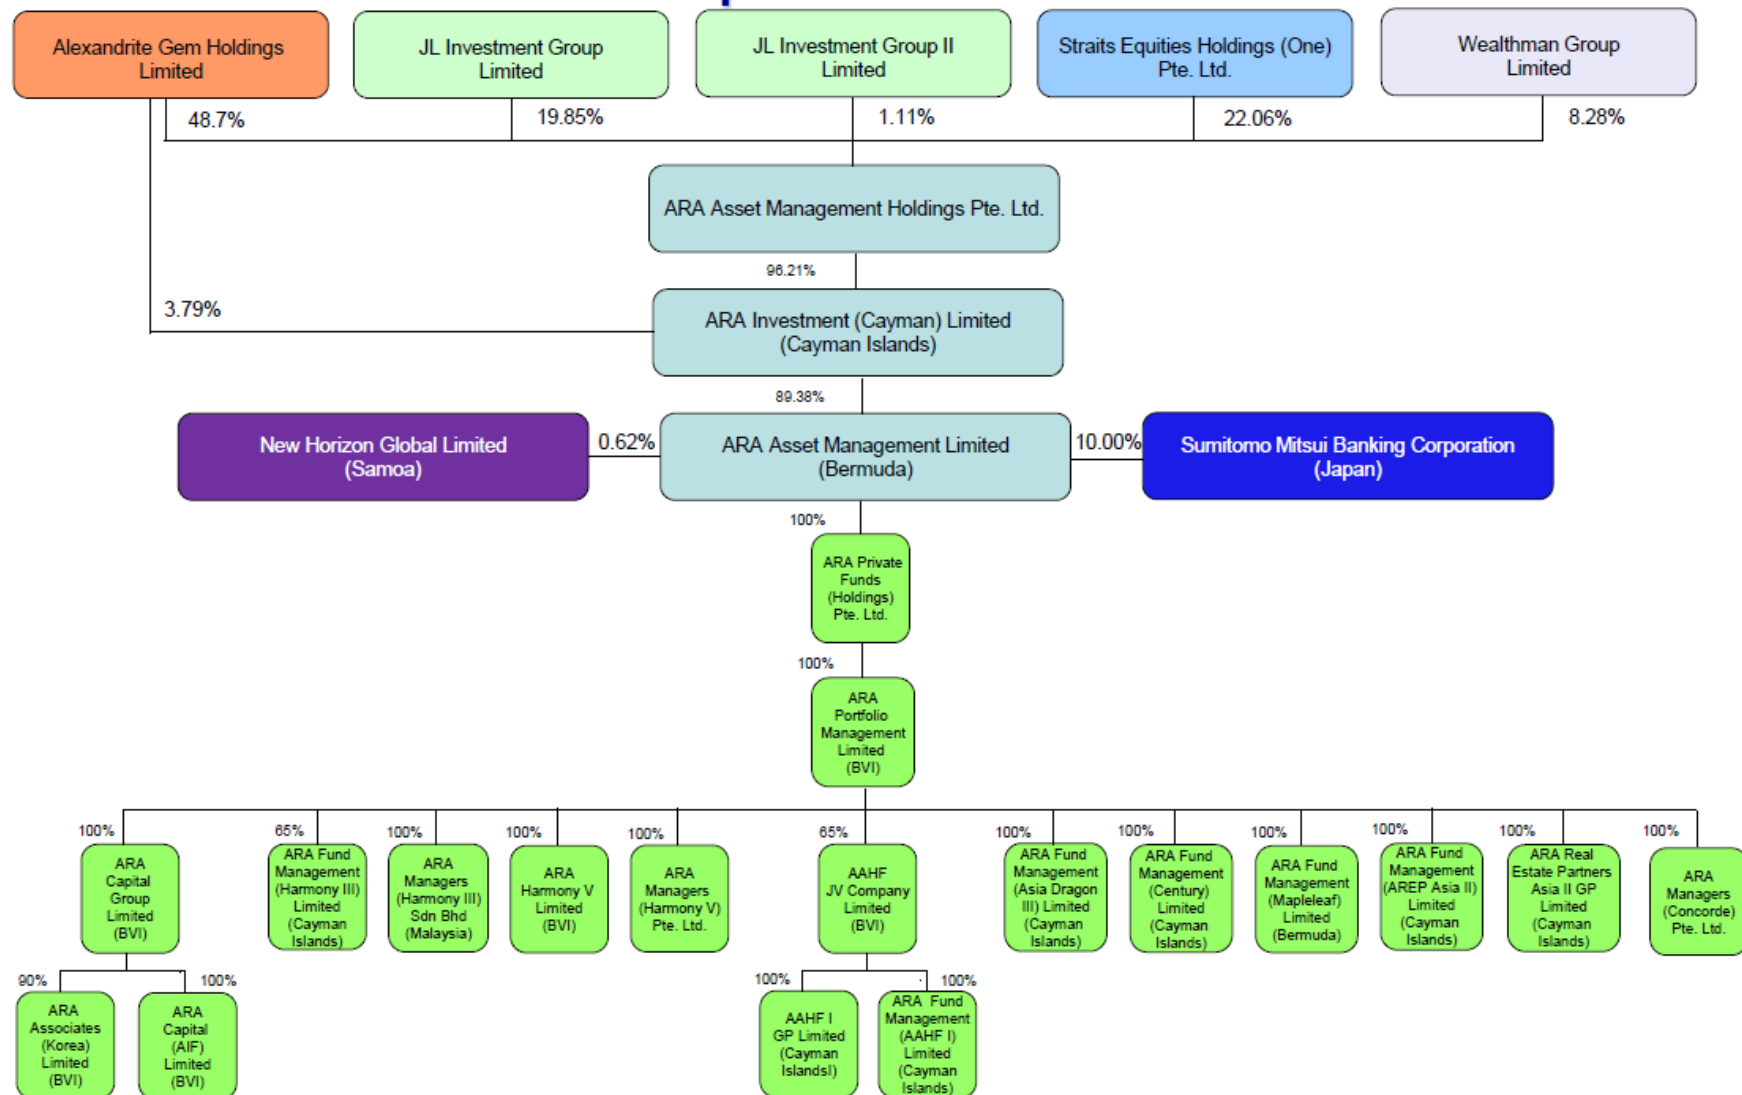 Alexandrite Gem Holdings
Limited
JL Investment Group
Limited
JL Investment Group II
Limited
Straits Equities Holdings (One)
Pte. Ltd.
Wealthman Group
Limited
48.7%
19.85%
1.11%
22.06%
8.28%
ARA Asset Management Holdings Pte. Ltd.
96.21%
3.79%
ARA Investment (Cayman) Limited
(Cayman Islands)
89.38%
New Horizon Global Limited
(Samoa)
0.62%
ARA Asset Management Limited
(Bermuda)
10.00%
Sumitomo Mitsui Banking Corporation
(Japan)
100%
ARA Private
Funds
(Holdings)
Pte. Ltd.
100%
ARA
Portfolio
Management
Limited
(BVI)
100%
65%
100%
100%
100%
65%
100%
100%
100%
100%
100%
100%
ARA
Capital
Group
Limited
(BVI)
ARA Fund
Management
(Harmony III)
Limited
(Cayman
Islands)
ARA
Managers
(Harmony III)
Sdn Bhd
(Malaysia)
ARA
Harmony V
Limited
(BVI)
ARA
Managers
(Harmony V)
Pte. Ltd.
AAHF
JV Company
Limited
(BVI)
ARA Fund
Management
(Asia Dragon
III) Limited
(Cayman
Islands)
ARA Fund
Management
(Century)
Limited
(Cayman
Islands)
ARA Fund
Management
(Mapleleaf)
Limited
(Bermuda)
ARA Fund
Management
(AREP Asia II)
Limited
(Cayman
Islands)
ARA Real
Estate Partners
Asia II GP
Limited
(Cayman
Islands)
ARA
Managers
(Concorde)
Pte. Ltd.
90%
100%
100%
100%
ARA
Associates
(Korea)
Limited
(BVI)
ARA
Capital
(AIF)
Limited
(BVI)
AAHF I
GP Limited
(Cayman
IslandsI)
ARA Fund
Management
(AAHF I)
Limited
(Cayman
Islands)